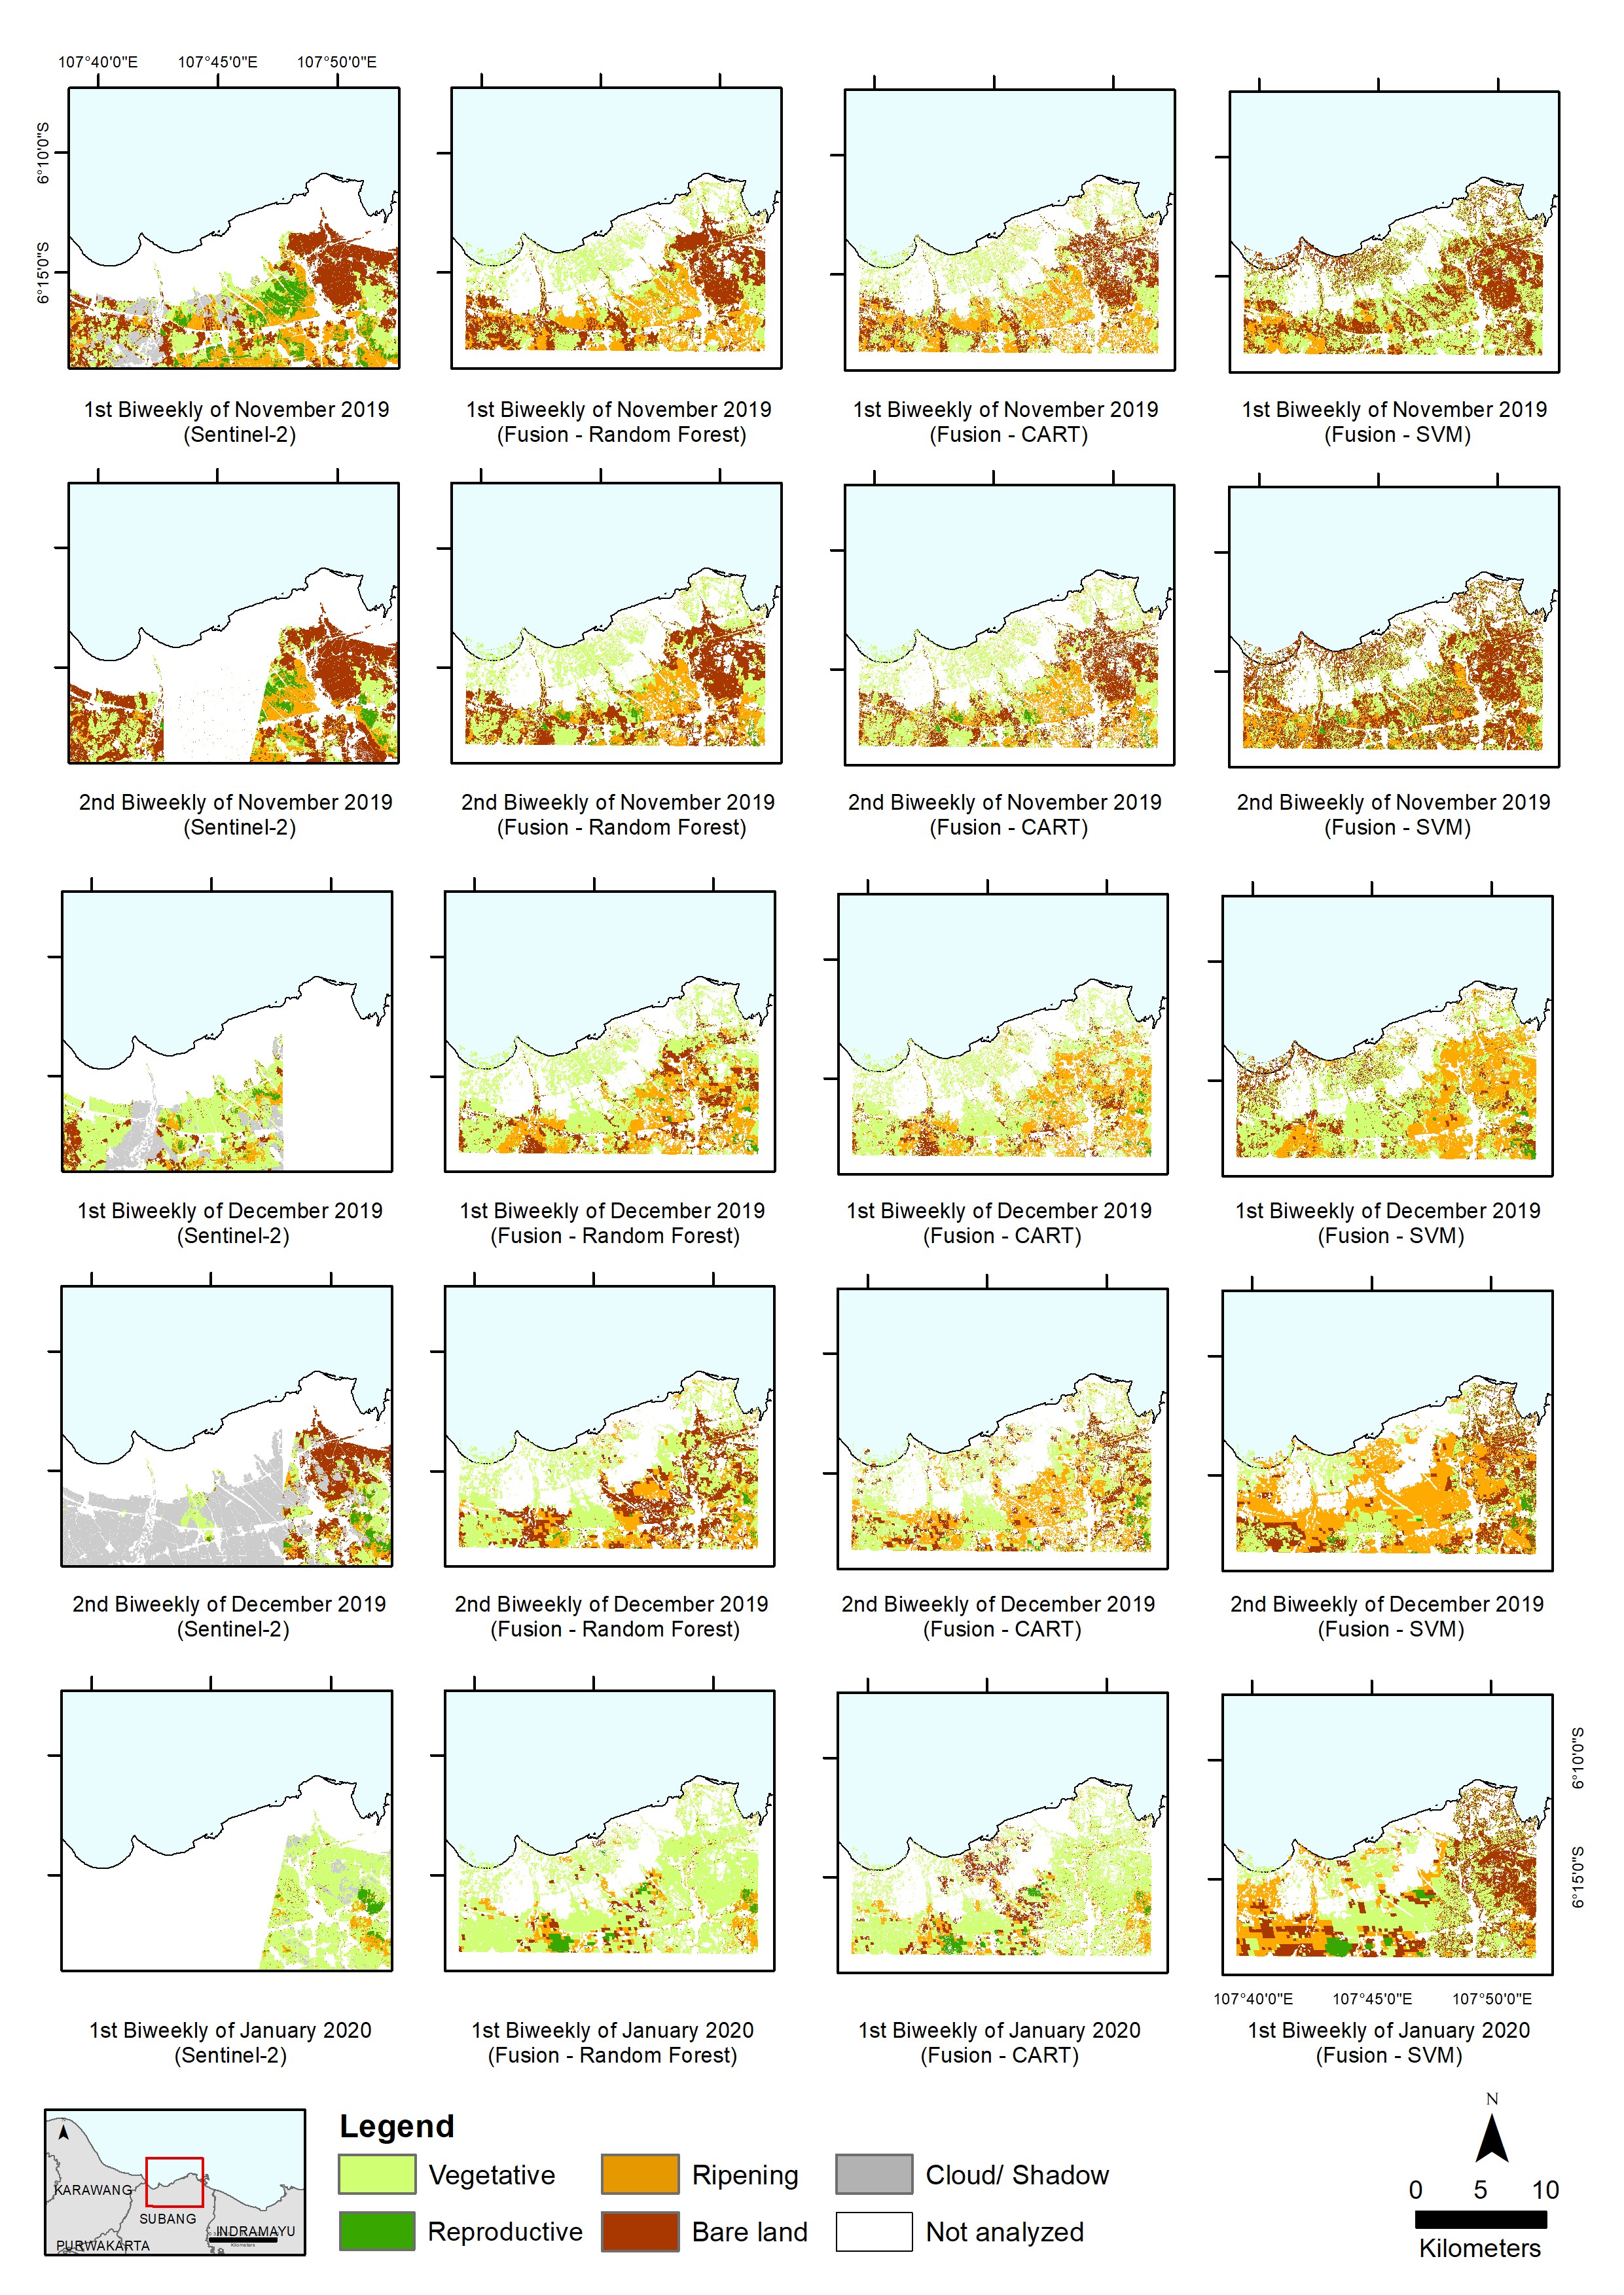 107°40'0"E 107°45'0"E 107°50'0"E
6°10'0"S
6°15'0"S
1st Biweekly of November 2019
(Sentinel-2)
1st Biweekly of November 2019
(Fusion - Random Forest)
1st Biweekly of November 2019
(Fusion - CART)
1st Biweekly of November 2019
(Fusion - SVM)
2nd Biweekly of November 2019
(Sentinel-2)
2nd Biweekly of November 2019
(Fusion - Random Forest)
2nd Biweekly of November 2019
(Fusion - CART)
2nd Biweekly of November 2019
(Fusion - SVM)
1st Biweekly of December 2019
(Sentinel-2)
1st Biweekly of December 2019
(Fusion - Random Forest)
1st Biweekly of December 2019
(Fusion - CART)
1st Biweekly of December 2019
(Fusion - SVM)
2nd Biweekly of December 2019
(Sentinel-2)
2nd Biweekly of December 2019
(Fusion - Random Forest)
2nd Biweekly of December 2019
(Fusion - CART)
2nd Biweekly of December 2019
(Fusion - SVM)
6°10'0"S
6°15'0"S
107°40'0"E 107°45'0"E 107°50'0"E
1st Biweekly of January 2020
(Sentinel-2)
1st Biweekly of January 2020
(Fusion - Random Forest)
1st Biweekly of January 2020
(Fusion - CART)
1st Biweekly of January 2020
(Fusion - SVM)
KARAWANG
SUBANG
INDRAMAYU
PURWAKARTA
Kilometers
Legend
Vegetative
Ripening
Cloud/ Shadow
Reproductive
Bare land
Not analyzed
N
0 5 10
Kilometers